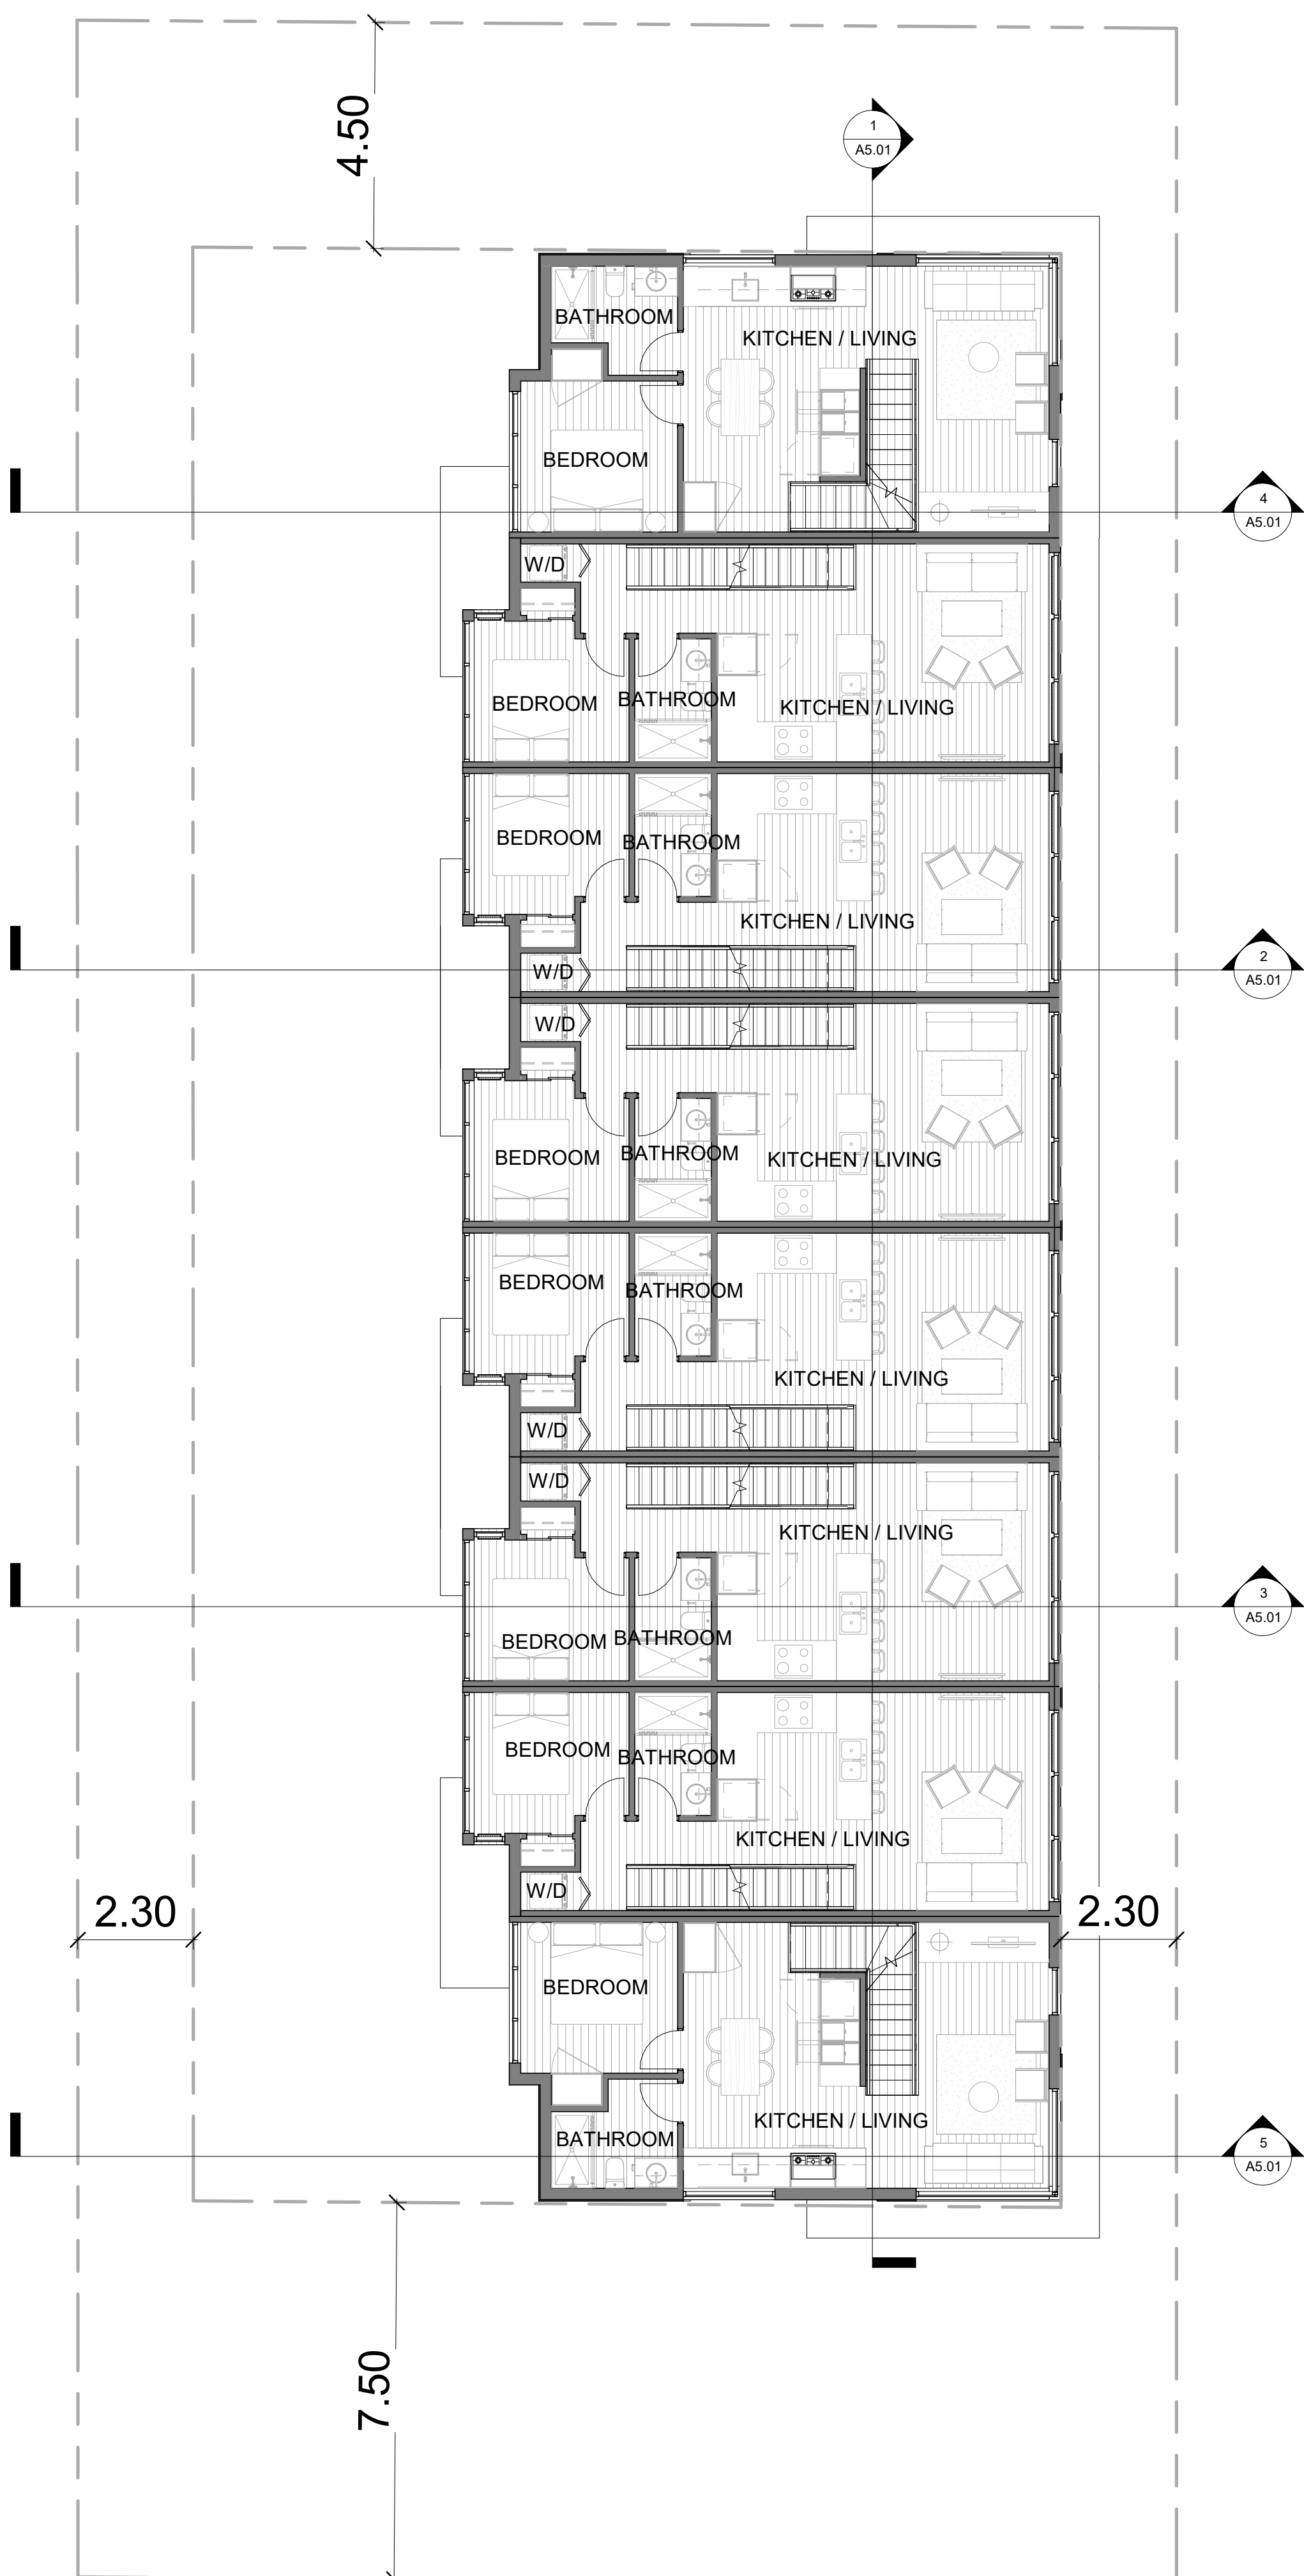 4.50
1
A5.01
BATHROOM
KITCHEN / LIVING
BEDROOM
4
A5.01
W/D
BEDROOM
BATHROOM
KITCHEN / LIVING
BEDROOM
BATHROOM
KITCHEN / LIVING
W/D
2
A5.01
W/D
BEDROOM
BATHROOM
KITCHEN / LIVING
BEDROOM
BATHROOM
KITCHEN / LIVING
W/D
W/D
KITCHEN / LIVING
3
A5.01
BEDROOM
BATHROOM
BEDROOM
BATHROOM
KITCHEN / LIVING
W/D
2.30
2.30
BEDROOM
KITCHEN / LIVING
BATHROOM
5
A5.01
7.50